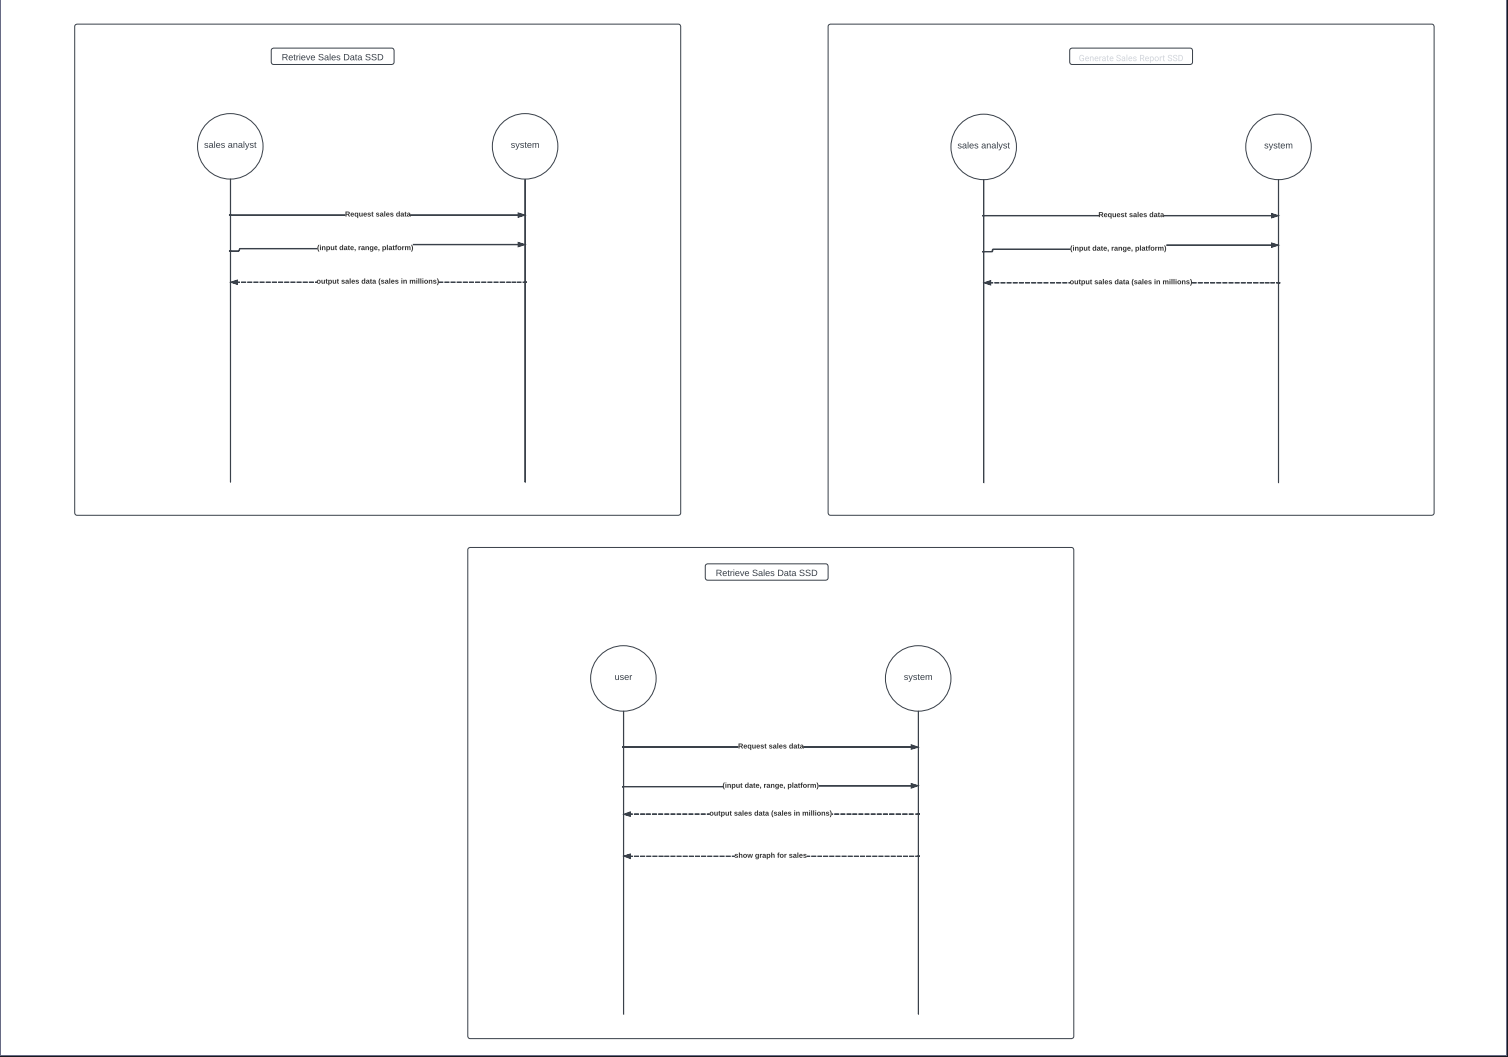 Retrieve Sales Data SSD
sales analyst
system
Request sales data
(input date, range, platform)
output sales data (sales in millions)
Generate Sales Report SSD
sales analyst
system
Request sales data
(input date, range, platform)
output sales data (sales in millions)
Retrieve Sales Data SSD
user
system
Request sales data
(input date, range, platform)
output sales data (sales in millions)
show graph for sales